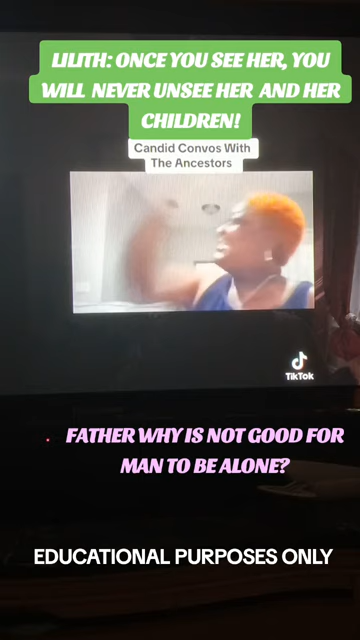 LILITH: ONCE YOU SEE HER, YOU
WILL NEVER UNSEE HER AND HER
CHILDREN!
Candid Convos With
The Ancestors
TikTok
FATHER WHY IS NOT GOOD FOR
MAN TO BE ALONE?
EDUCATIONAL PURPOSES ONLY